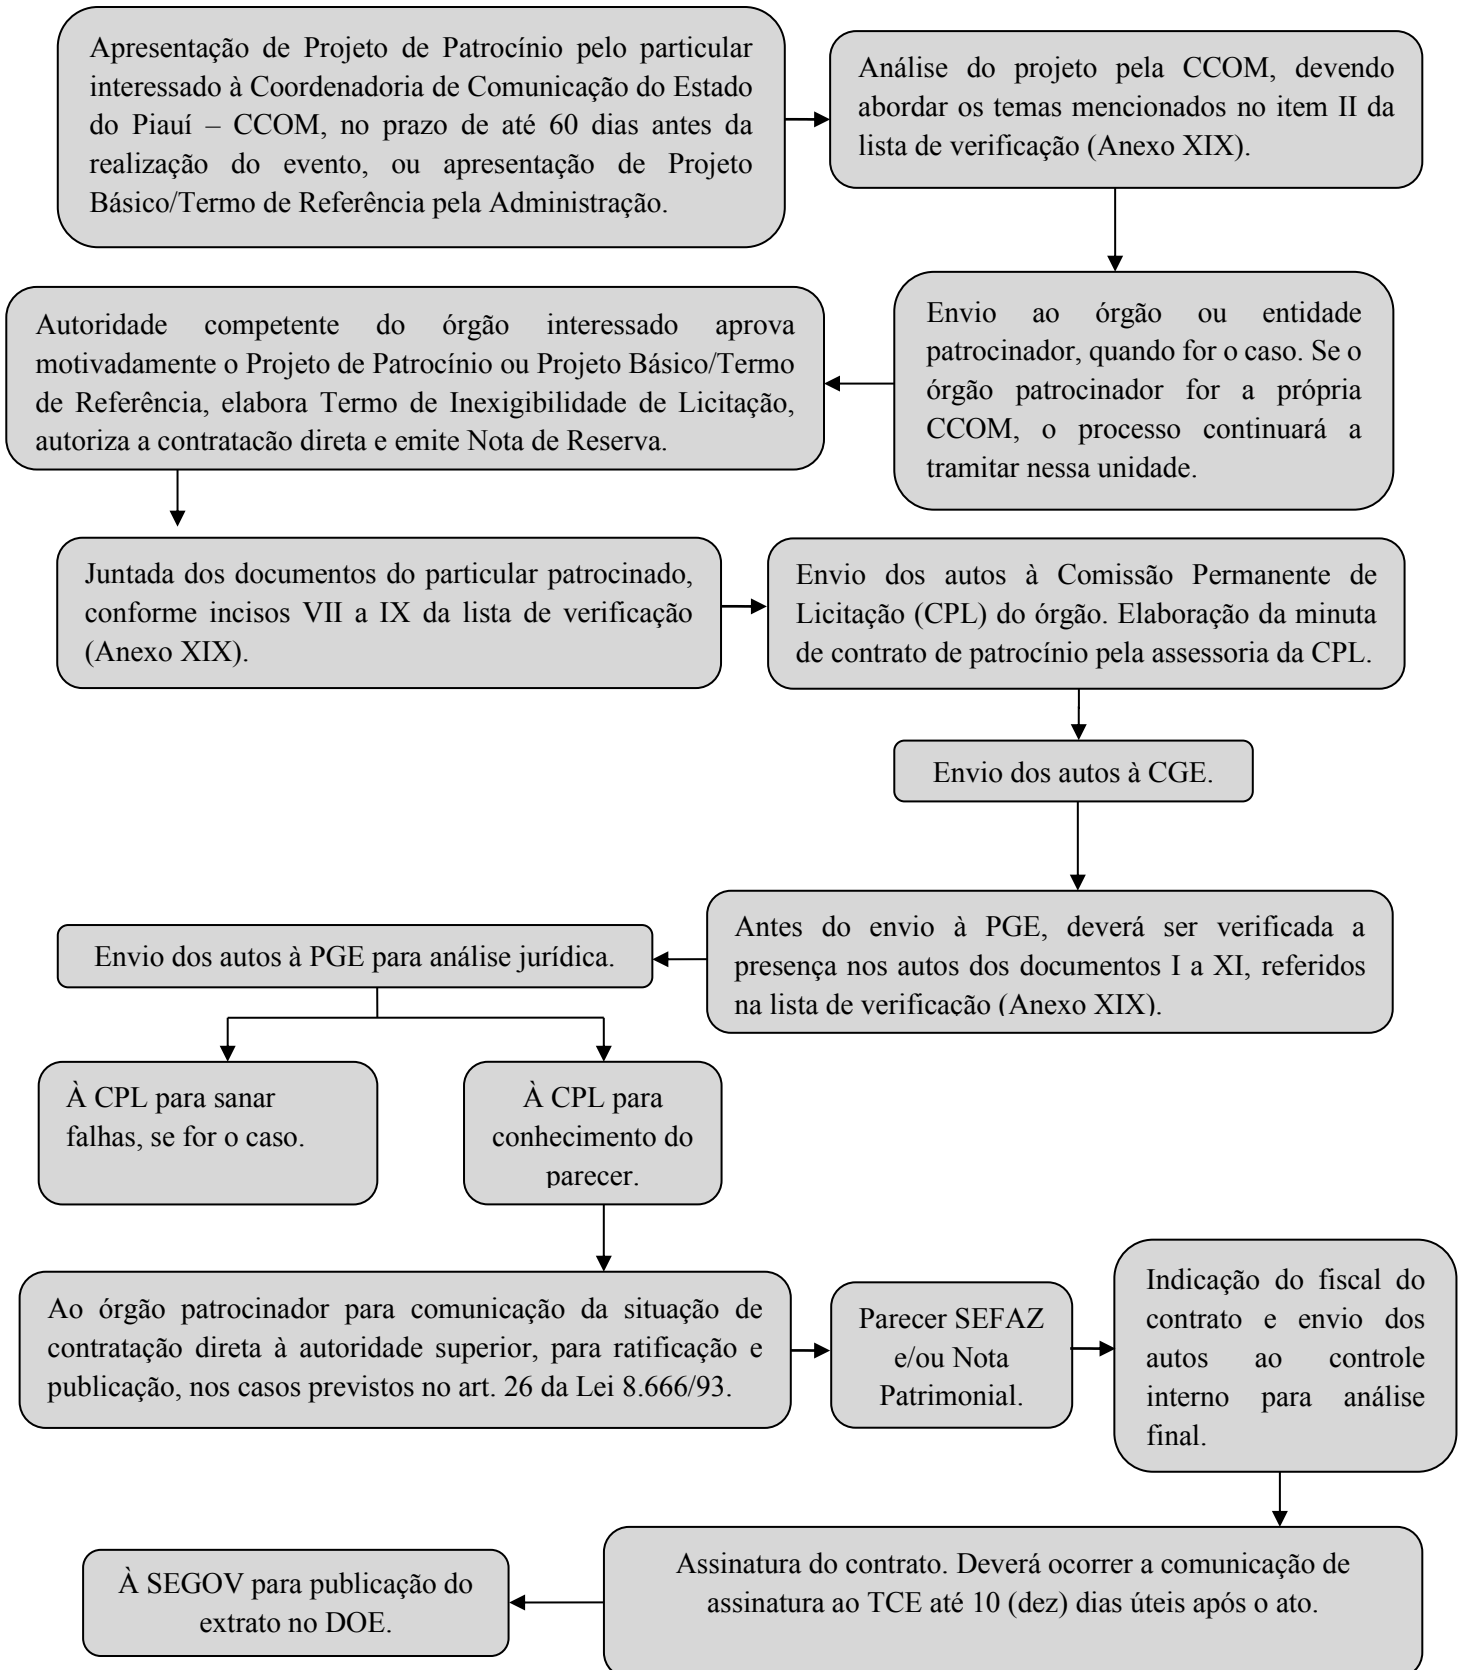 Apresentação de Projeto de Patrocínio pelo particular
interessado à Coordenadoria de Comunicação do Estado
do Piauí – CCOM, no prazo de até 60 dias antes da
realização do evento, ou apresentação de Projeto
Básico/Termo de Referência pela Administração.
Análise do projeto pela CCOM, devendo
abordar os temas mencionados no item II da
lista de verificação (Anexo XIX).
Envio ao órgão ou entidade
patrocinador, quando for o caso. Se o
órgão patrocinador for a própria
CCOM, o processo continuará a
tramitar nessa unidade.
Autoridade competente do órgão interessado aprova
motivadamente o Projeto de Patrocínio ou Projeto Básico/Termo
de Referência, elabora Termo de Inexigibilidade de Licitação,
autoriza a contratacão direta e emite Nota de Reserva.
Juntada dos documentos do particular patrocinado,
conforme incisos VII a IX da lista de verificação
(Anexo XIX).
Envio dos autos à Comissão Permanente de
Licitação (CPL) do órgão. Elaboração da minuta
de contrato de patrocínio pela assessoria da CPL.
Envio dos autos à CGE.
Antes do envio à PGE, deverá ser verificada a
presença nos autos dos documentos I a XI, referidos
na lista de verificação (Anexo XIX).
Envio dos autos à PGE para análise jurídica.
À CPL para sanar
falhas, se for o caso.
À CPL para
conhecimento do
parecer.
Ao órgão patrocinador para comunicação da situação de
contratação direta à autoridade superior, para ratificação e
publicação, nos casos previstos no art. 26 da Lei 8.666/93.
Parecer SEFAZ
e/ou Nota
Patrimonial.
Indicação do fiscal do
contrato e envio dos
autos ao controle
interno para análise
final.
Assinatura do contrato. Deverá ocorrer a comunicação de
assinatura ao TCE até 10 (dez) dias úteis após o ato.
À SEGOV para publicação do
extrato no DOE.